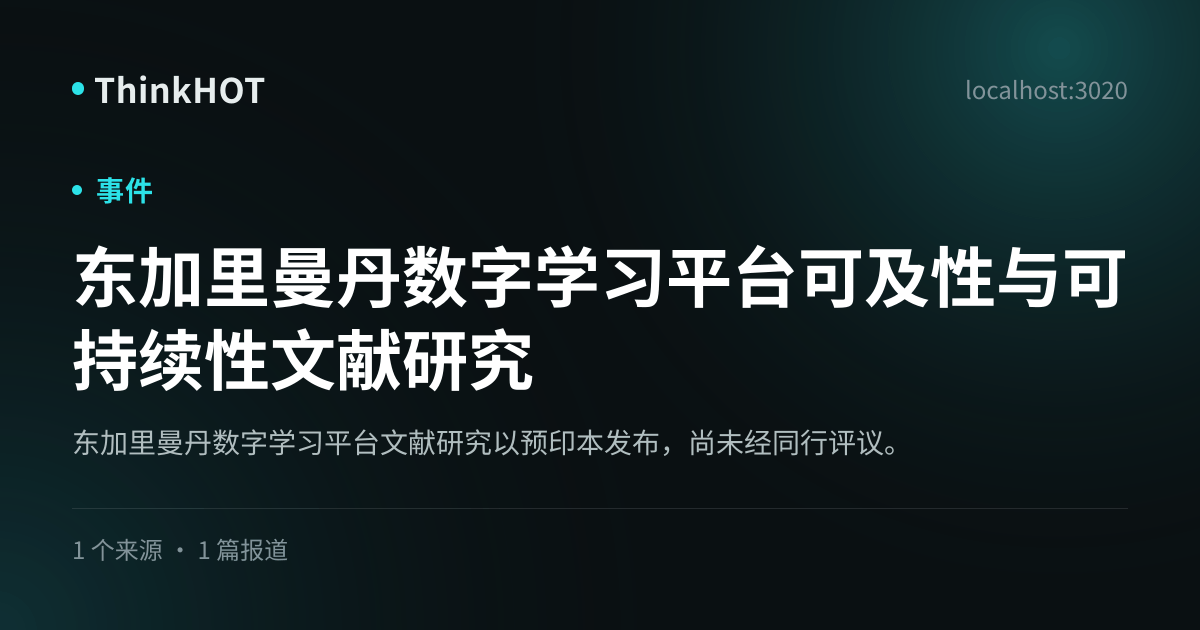 ThinkHOT
localhost:3020
事件
东加里曼丹数字学习平台可及性与可
持续性文献研究
东加里曼丹数字学习平台文献研究以预印本发布，尚未经同行评议。
1 个来源 · 1 篇报道